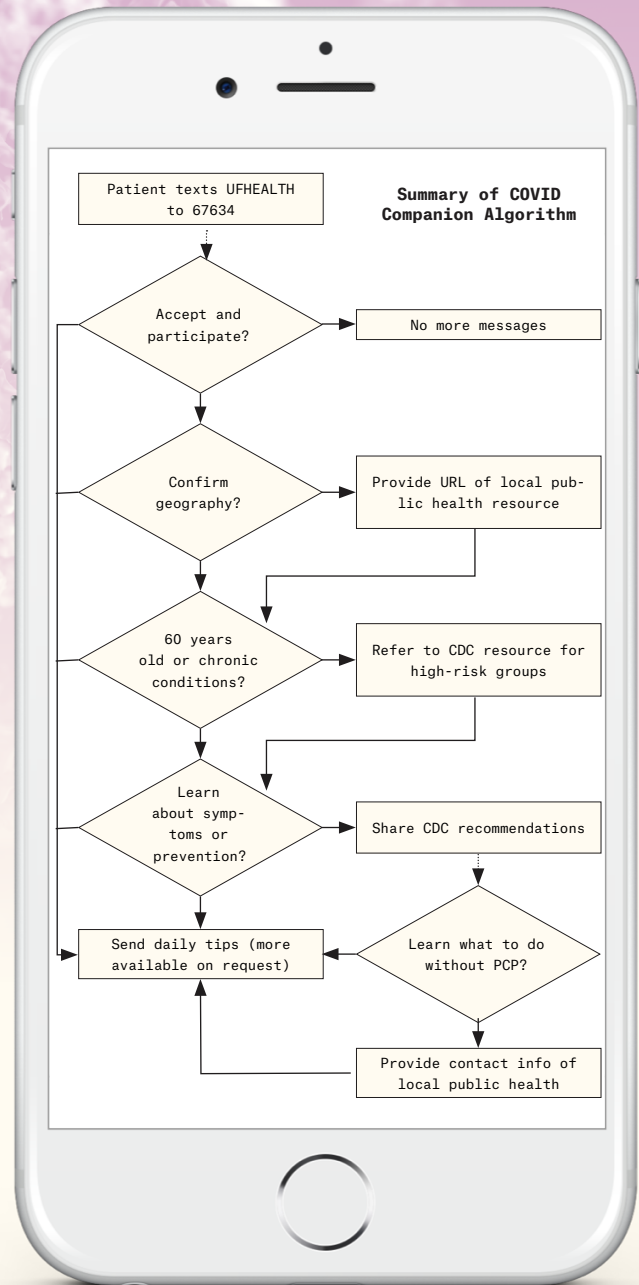 Patient texts UFHEALTH
to 67634
Summary of COVID
Companion Algorithm
Accept and
participate?
No more messages
Confirm
geography?
Provide URL of local pub-
lic health resource
60 years
old or chronic
conditions?
Refer to CDC resource for
high-risk groups
Learn
about symp-
toms or
prevention?
Share CDC recommendations
Send daily tips (more
available on request)
Learn what to do
without PCP?
Provide contact info of
local public health